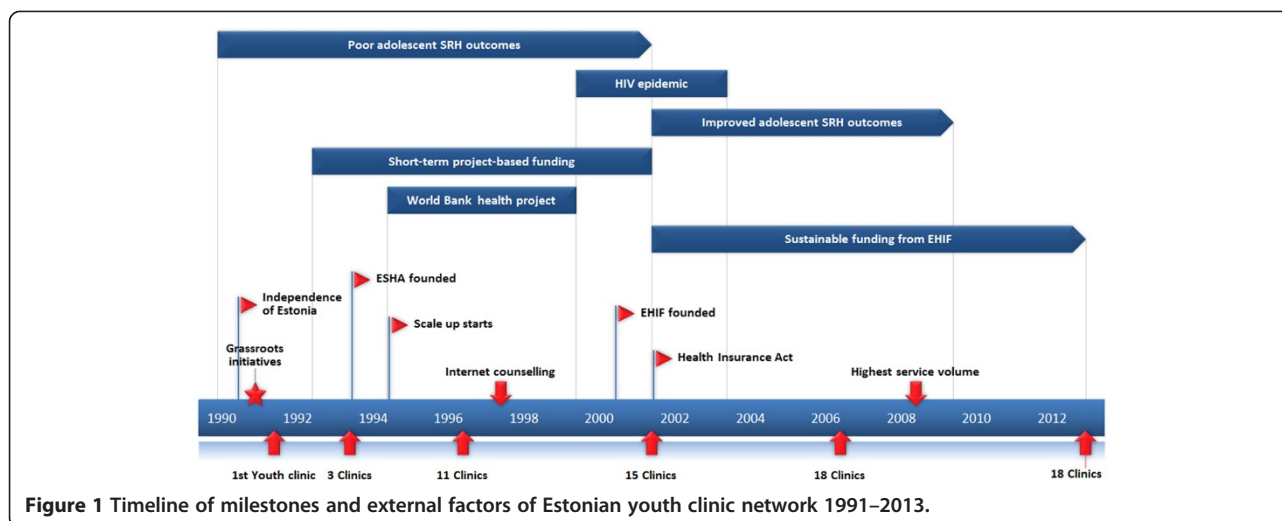 Poor adolescent SRH outcomes
HIV epidemic
Improved adolescent SRH outcomes
Short-term project-based funding
World Bank health project
Sustainable funding from EHIF
ESHA founded
Independence
of Estonia
EHIF founded
Scale up starts
Grassroots
initiatives
Health Insurance Act
Internet counselling
Highest service volume
1990 1992 1994 1996 1998 2000 2002 2004 2006 2008 2010 2012
1st Youth clinic 3 Clinics 11 Clinics 15 Clinics 18 Clinics 18 Clinics
Figure 1 Timeline of milestones and external factors of Estonian youth clinic network 1991–2013.